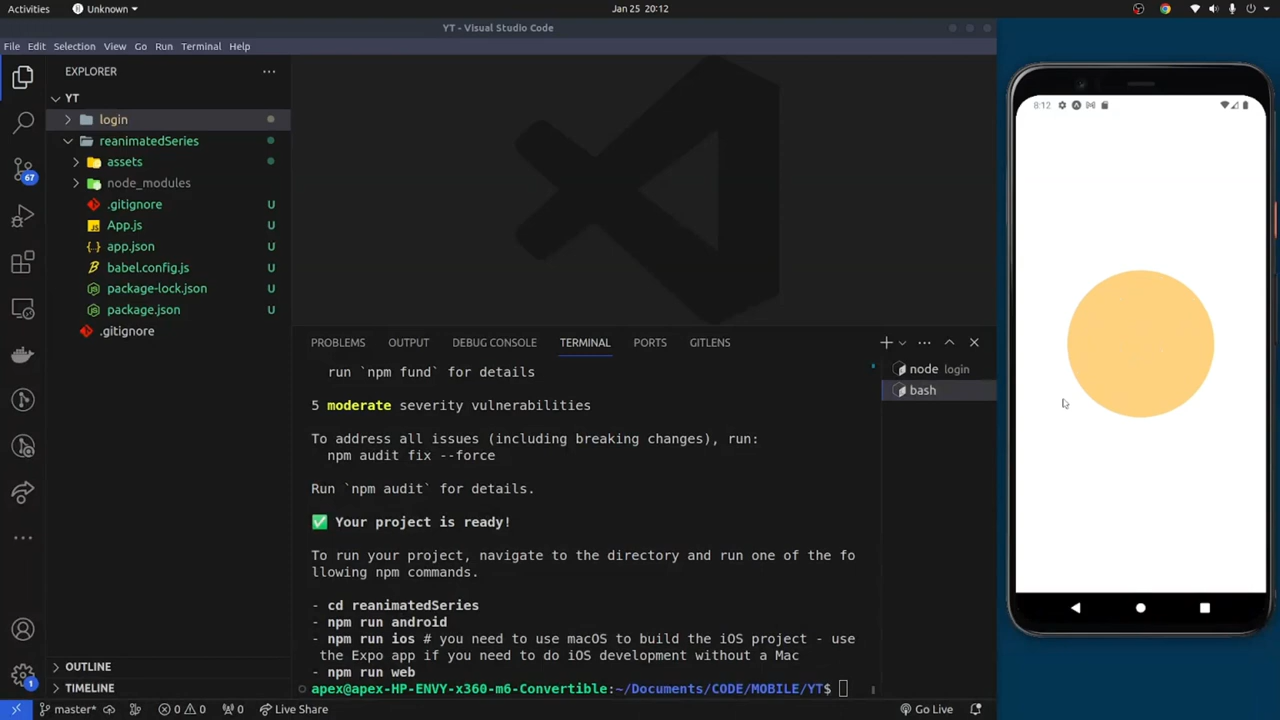 Activities
Unknown
Jan 25 20:12
YT - Visual Studio Code
File Edit Selection View Go Run Terminal Help
EXPLORER
YT
login
reanimatedSeries
assets
node_modules
.gitignore U
App.js U
app.json U
babel.config.js U
package-lock.json U
package.json U
.gitignore
67
1
OUTLINE
TIMELINE
PROBLEMS OUTPUT DEBUG CONSOLE TERMINAL PORTS GITLENS
run `npm fund` for details
5 moderate severity vulnerabilities
To address all issues (including breaking changes), run:
npm audit fix --force
Run `npm audit` for details.
✅ Your project is ready!
To run your project, navigate to the directory and run one of the fo
llowing npm commands.
- cd reanimatedSeries
- npm run android
- npm run ios # you need to use macOS to build the iOS project - use
the Expo app if you need to do iOS development without a Mac
- npm run web
apex@apex-HP-ENVY-x360-m6-Convertible:~/Documents/CODE/MOBILE/YT$
node login
bash
master* 0 0 0 Live Share Go Live
8:12